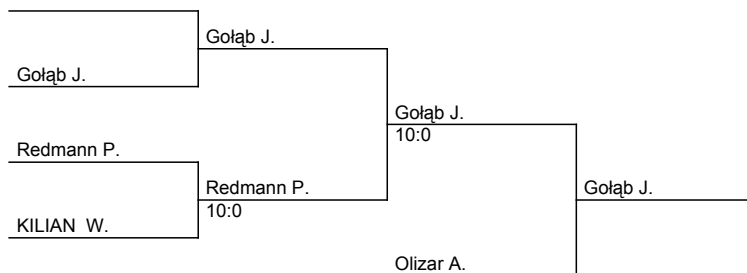 Gołąb J.
Gołąb J.
Gołąb J.
10:0
Redmann P.
Redmann P.
10:0
Gołąb J.
KILIAN  W.
Olizar A.